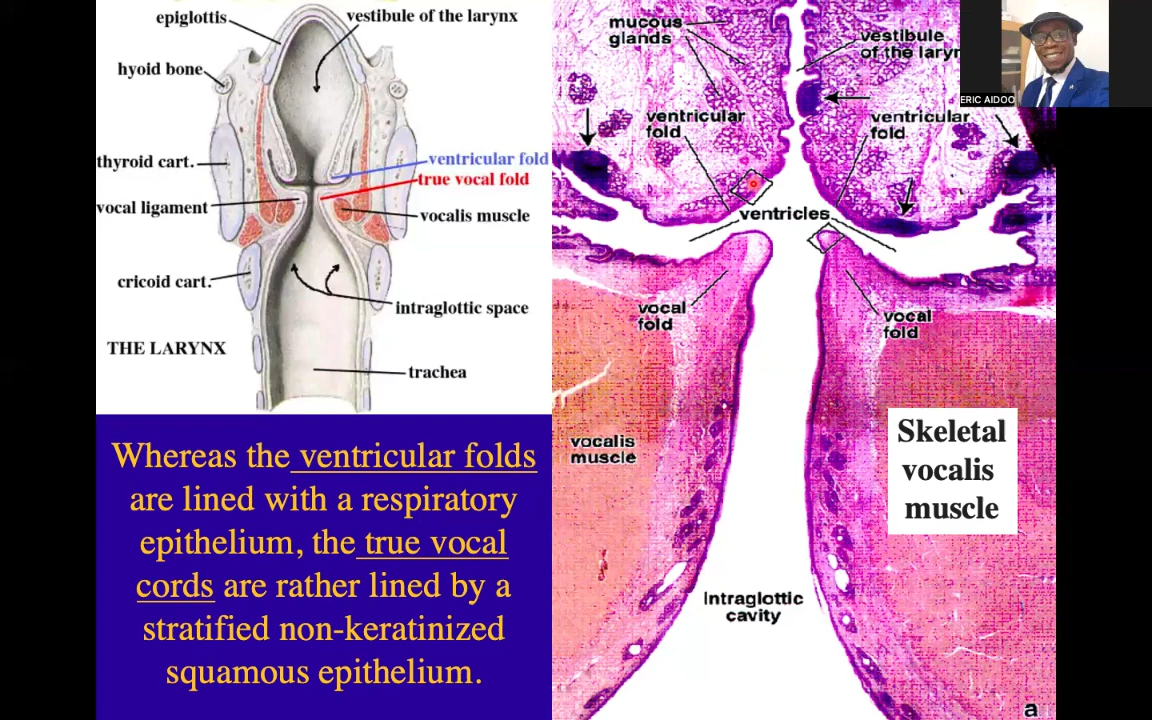 epiglottis
vestibule of the larynx
hyoid bone
thyroid cart.
ventricular fold
true vocal fold
vocal ligament
vocalis muscle
cricoid cart.
intraglottic space
THE LARYNX
trachea
Whereas the ventricular folds
are lined with a respiratory
epithelium, the true vocal
cords are rather lined by a
stratified non-keratinized
squamous epithelium.
mucous
glands
vestibule
of the laryn
ventricular
fold
ventricular
fold
ventricles
vocal
fold
vocal
fold
vocalis
muscle
Skeletal
vocalis
muscle
Intraglottic
cavity
a
ERIC AIDOO